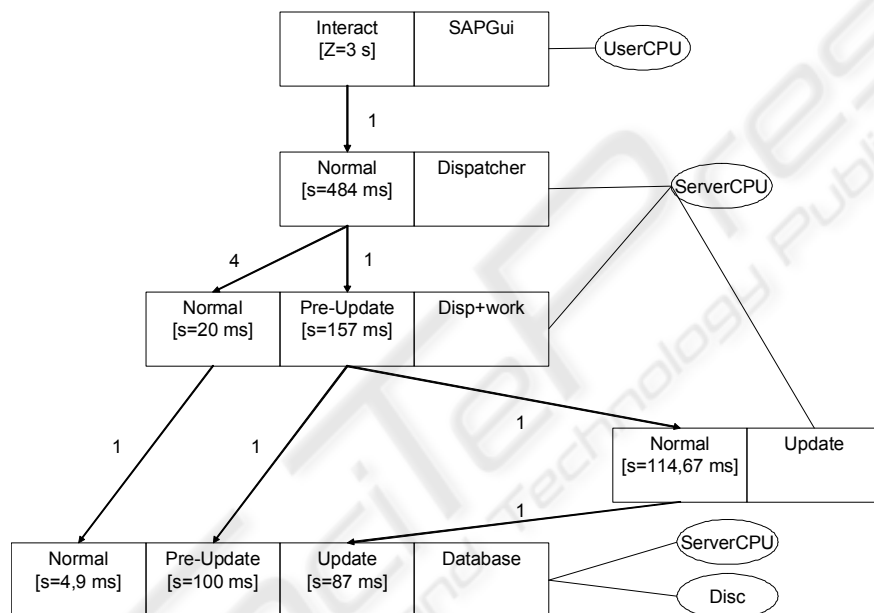 Interact
[Z=3 s]
SAPGui
UserCPU
1
Normal
[s=484 ms]
Dispatcher
ServerCPU
4
1
Normal
[s=20 ms]
Pre-Update
[s=157 ms]
Disp+work
1
1
1
Normal
[s=114,67 ms]
Update
1
Normal
[s=4,9 ms]
Pre-Update
[s=100 ms]
Update
[s=87 ms]
Database
ServerCPU
Disc